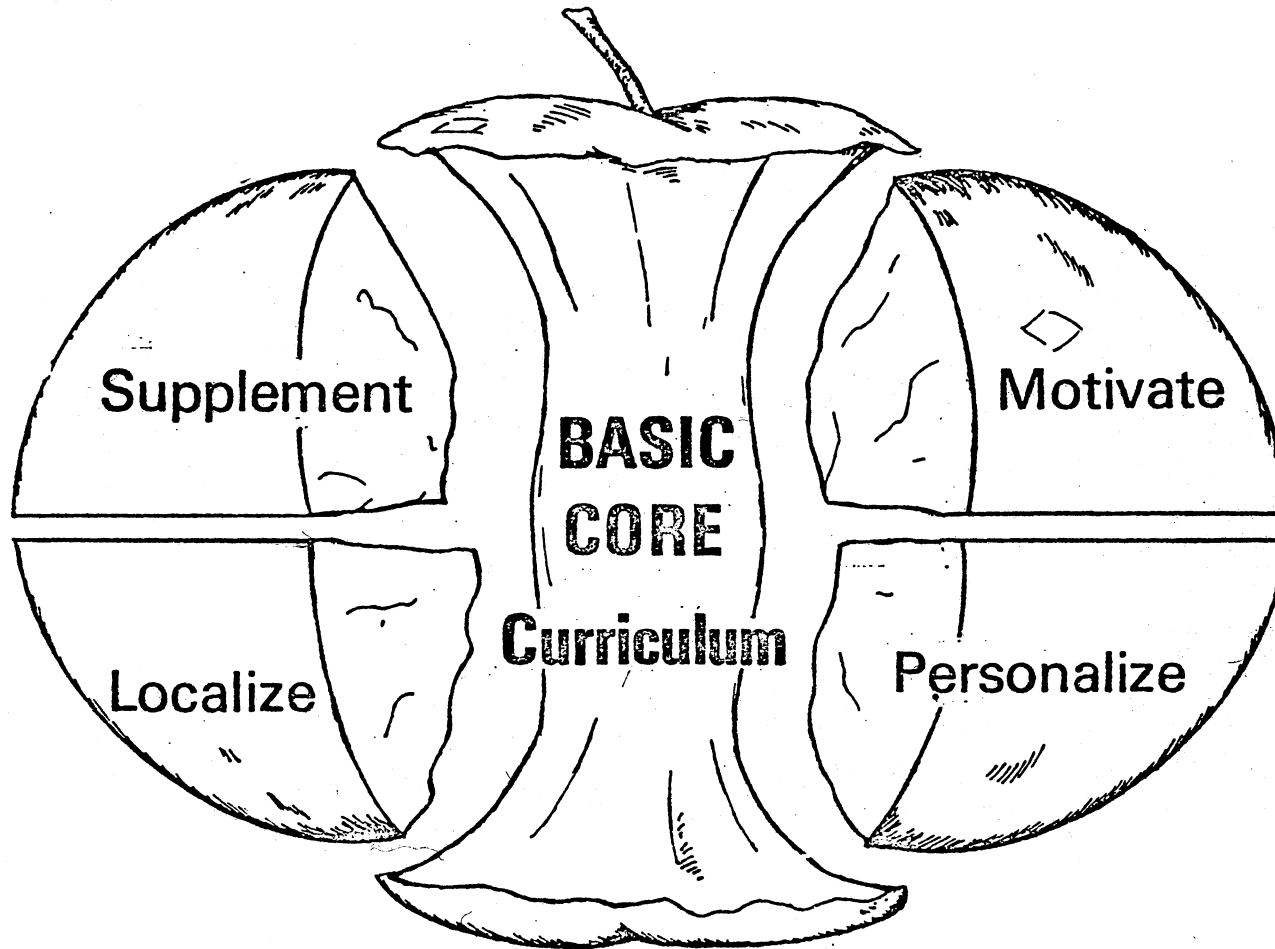 Supplement
Motivate
BASIC
CORE
Curriculum
Localize
Personalize